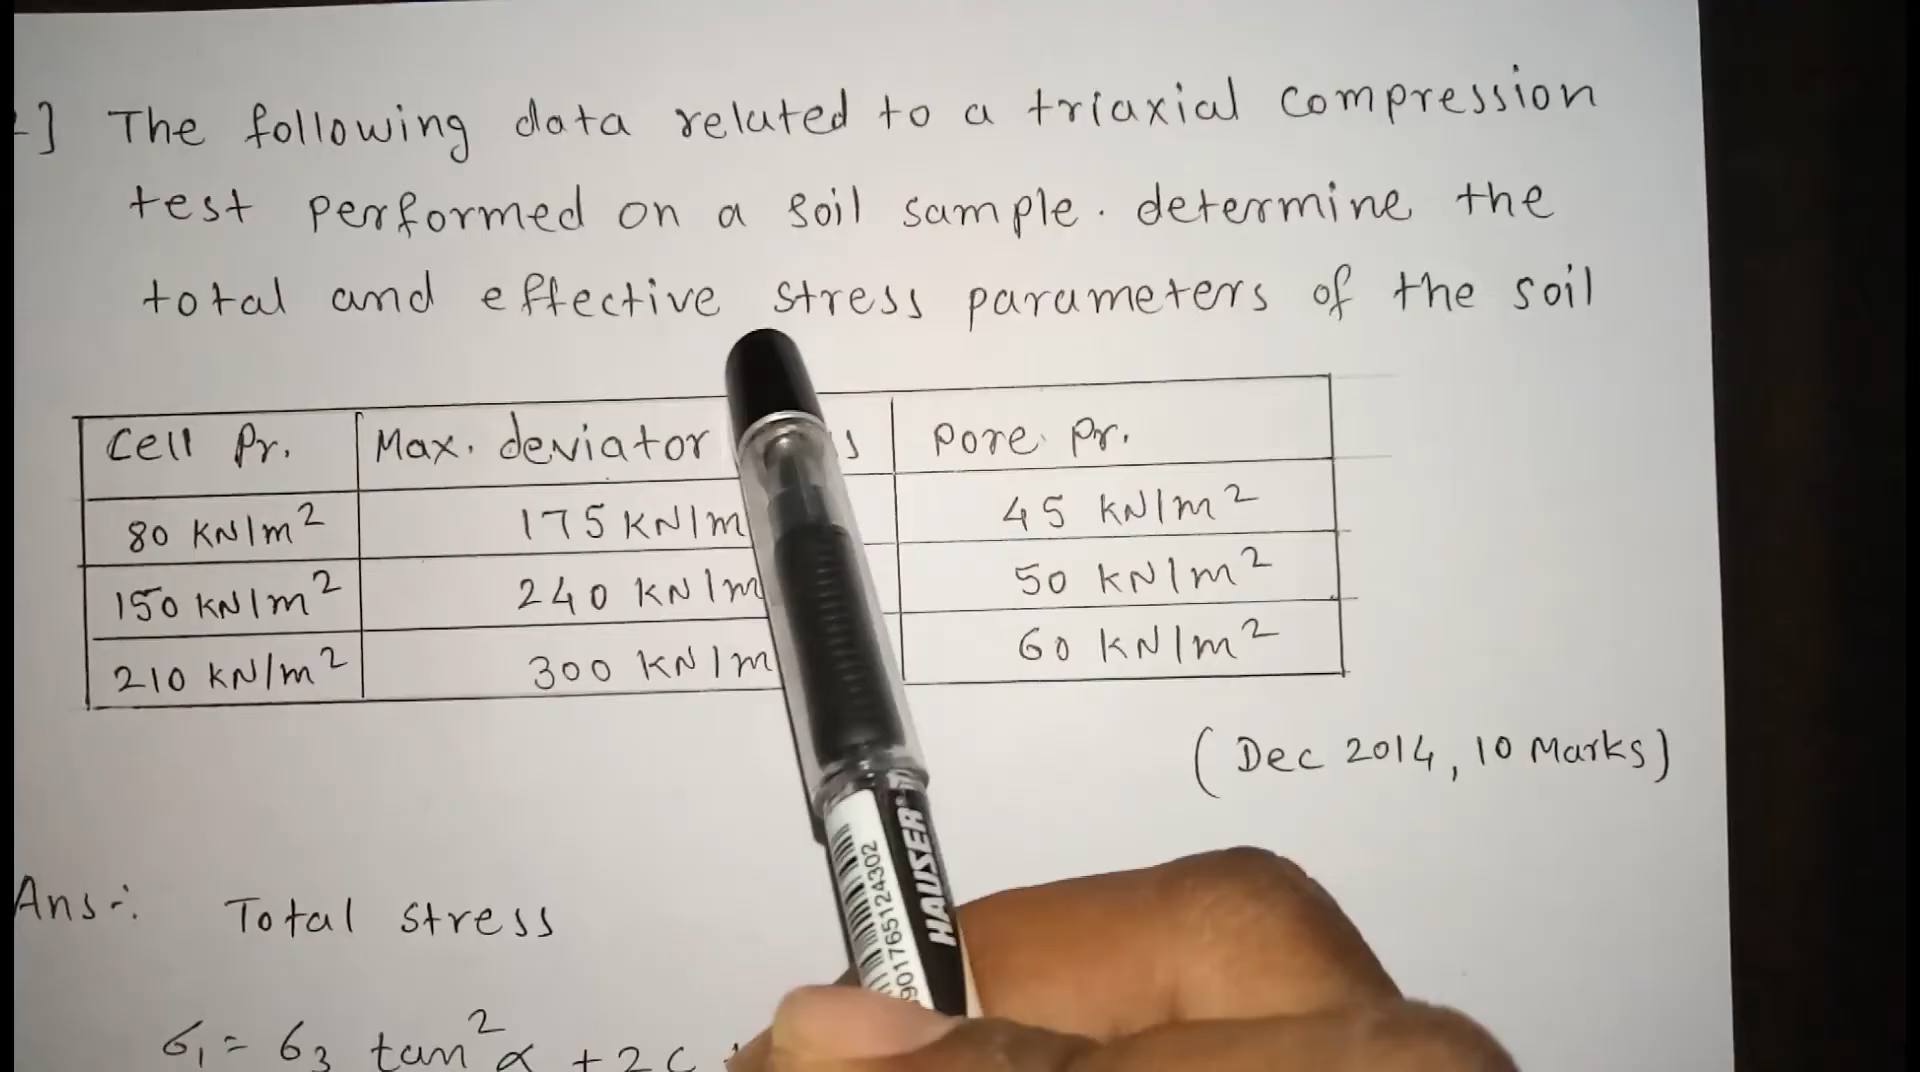 The following data related to a triaxial compression
test performed on a soil sample. determine the
total and effective stress parameters of the soil
Cell Pr. Max. deviator Pore Pr.
80 KN/m² 175 KN/m 45 KN/m²
150 KN/m² 240 KN/m 50 KN/m²
210 KN/m² 300 KN/m 60 KN/m²
(Dec 2014, 10 Marks)
Ans-: Total stress
σ₁ = σ₃ tan²α + 2C
HAUSER
901765124302